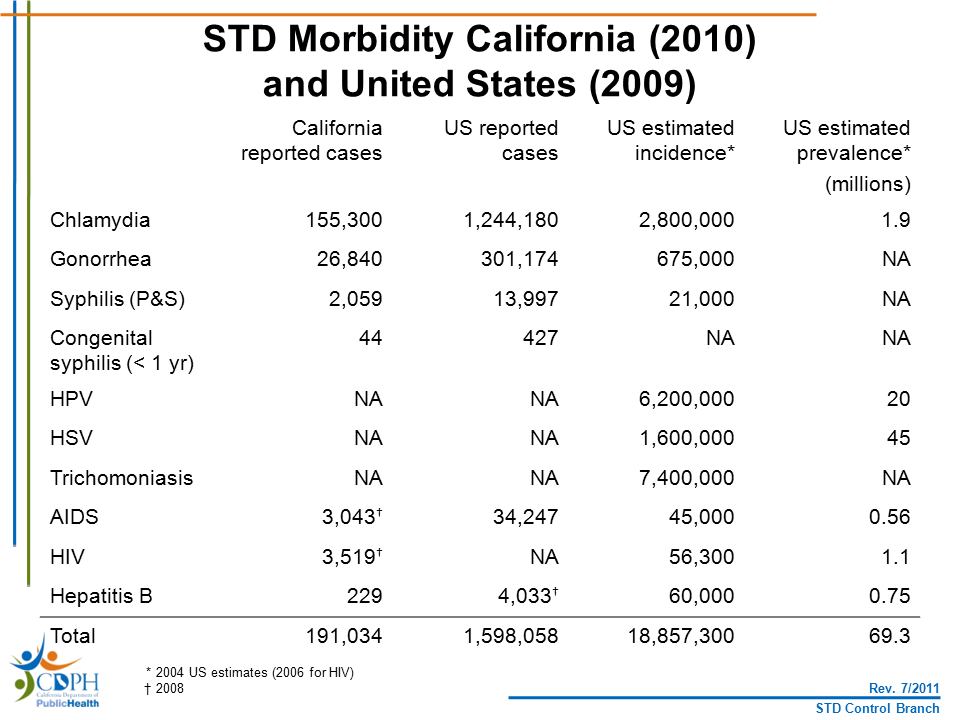 STD Morbidity California (2010)
and United States (2009)
California reported cases US reported cases US estimated incidence* US estimated prevalence*
(millions)
Chlamydia 155,300 1,244,180 2,800,000 1.9
Gonorrhea 26,840 301,174 675,000 NA
Syphilis (P&S) 2,059 13,997 21,000 NA
Congenital syphilis (< 1 yr) 44 427 NA NA
HPV NA NA 6,200,000 20
HSV NA NA 1,600,000 45
Trichomoniasis NA NA 7,400,000 NA
AIDS 3,043† 34,247 45,000 0.56
HIV 3,519† NA 56,300 1.1
Hepatitis B 229 4,033† 60,000 0.75
Total 191,034 1,598,058 18,857,300 69.3
* 2004 US estimates (2006 for HIV)
† 2008
CDPH
California Department of
PublicHealth
Rev. 7/2011
STD Control Branch